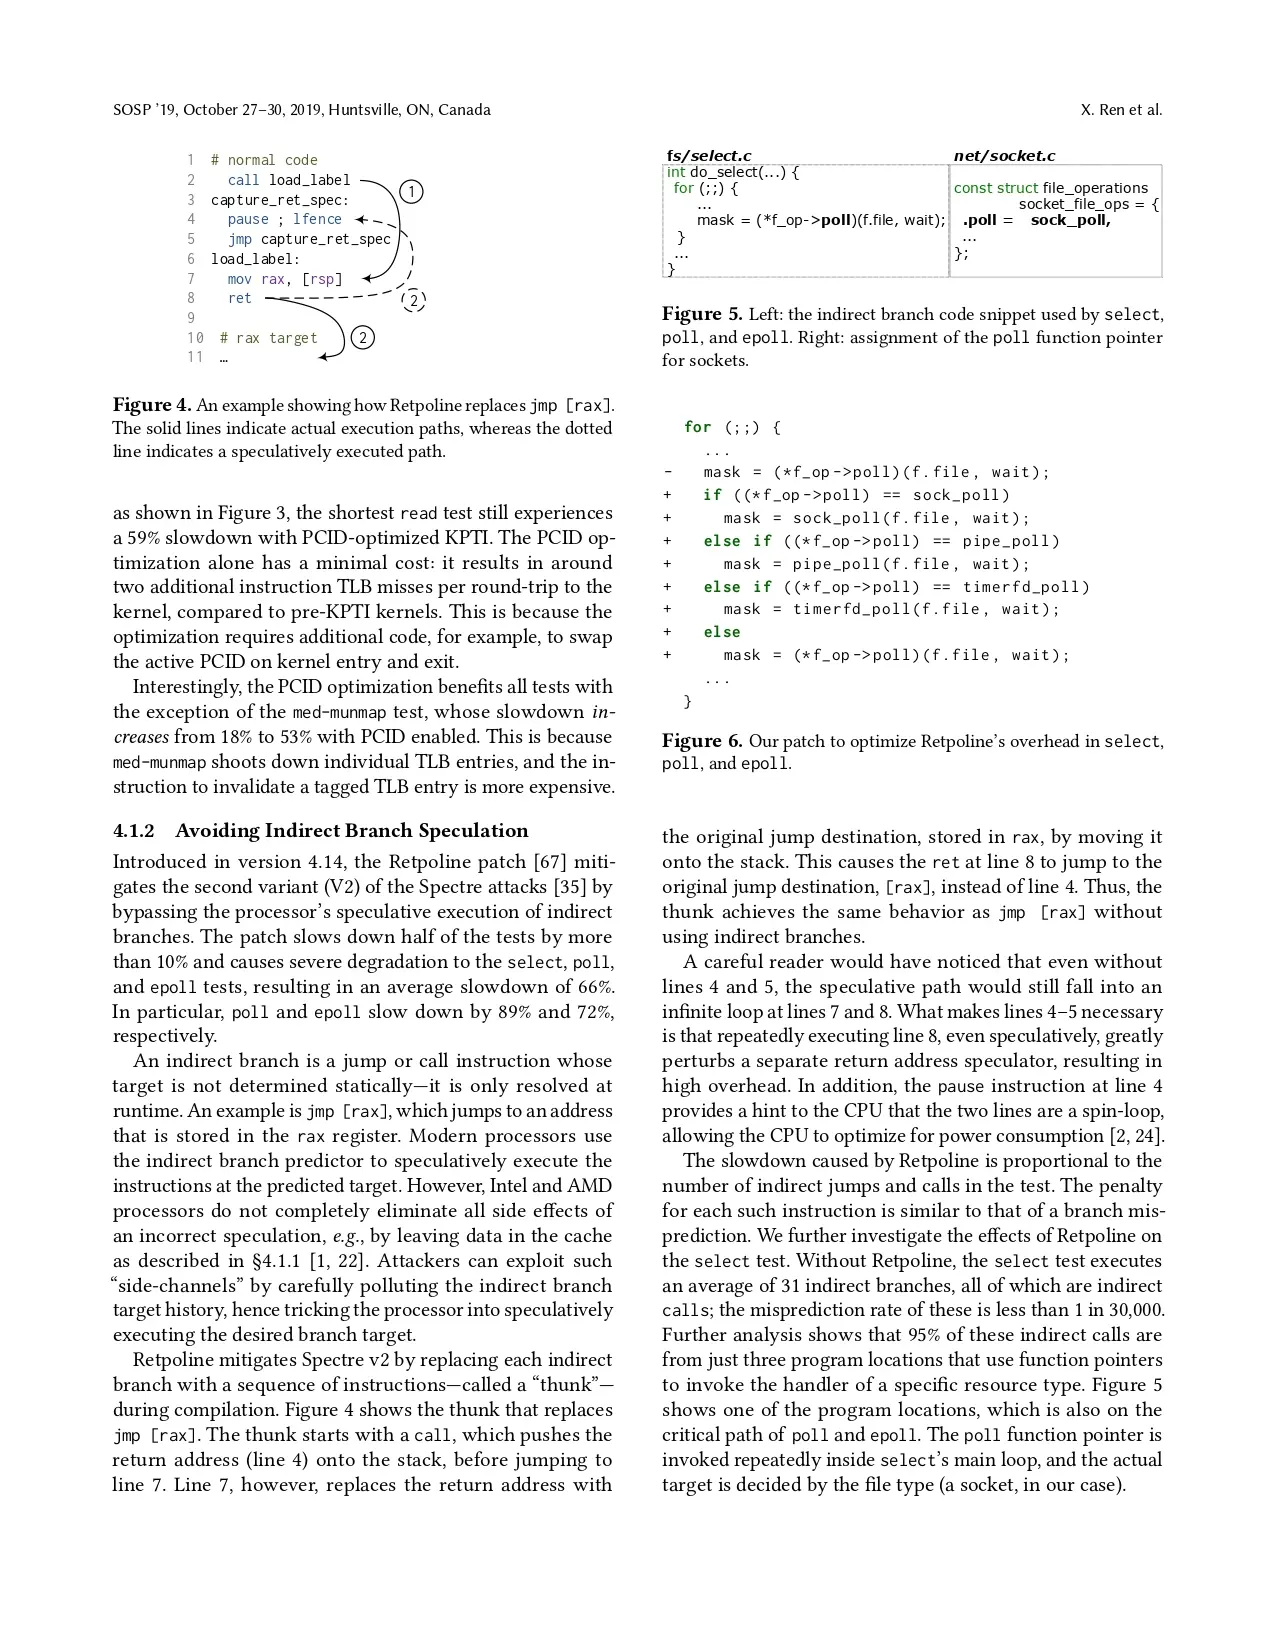 SOSP ’19, October 27–30, 2019, Huntsville, ON, Canada
X. Ren et al.
1 # normal code
2 call load_label
3 capture_ret_spec:
4 pause ; lfence
5 jmp capture_ret_spec
6 load_label:
7 mov rax, [rsp]
8 ret
9
10 # rax target
11 …
1
2
2
Figure 4. An example showing how Retpoline replaces jmp [rax].
The solid lines indicate actual execution paths, whereas the dotted
line indicates a speculatively executed path.
as shown in Figure 3, the shortest read test still experiences
a 59% slowdown with PCID-optimized KPTI. The PCID op-
timization alone has a minimal cost: it results in around
two additional instruction TLB misses per round-trip to the
kernel, compared to pre-KPTI kernels. This is because the
optimization requires additional code, for example, to swap
the active PCID on kernel entry and exit.
Interestingly, the PCID optimization benefits all tests with
the exception of the med-munmap test, whose slowdown in-
creases from 18% to 53% with PCID enabled. This is because
med-munmap shoots down individual TLB entries, and the in-
struction to invalidate a tagged TLB entry is more expensive.
4.1.2 Avoiding Indirect Branch Speculation
Introduced in version 4.14, the Retpoline patch [67] miti-
gates the second variant (V2) of the Spectre attacks [35] by
bypassing the processor’s speculative execution of indirect
branches. The patch slows down half of the tests by more
than 10% and causes severe degradation to the select, poll,
and epoll tests, resulting in an average slowdown of 66%.
In particular, poll and epoll slow down by 89% and 72%,
respectively.
An indirect branch is a jump or call instruction whose
target is not determined statically—it is only resolved at
runtime. An example is jmp [rax], which jumps to an address
that is stored in the rax register. Modern processors use
the indirect branch predictor to speculatively execute the
instructions at the predicted target. However, Intel and AMD
processors do not completely eliminate all side effects of
an incorrect speculation, e.g., by leaving data in the cache
as described in §4.1.1 [1, 22]. Attackers can exploit such
“side-channels” by carefully polluting the indirect branch
target history, hence tricking the processor into speculatively
executing the desired branch target.
Retpoline mitigates Spectre v2 by replacing each indirect
branch with a sequence of instructions—called a “thunk”—
during compilation. Figure 4 shows the thunk that replaces
jmp [rax]. The thunk starts with a call, which pushes the
return address (line 4) onto the stack, before jumping to
line 7. Line 7, however, replaces the return address with
fs/select.c
int do_select(...) {
for (;;) {
...
mask = (*f_op->poll)(f.file, wait);
}
...
}
net/socket.c
const struct file_operations
socket_file_ops = {
.poll = sock_poll,
...
};
Figure 5. Left: the indirect branch code snippet used by select,
poll, and epoll. Right: assignment of the poll function pointer
for sockets.
for (;;) {
...
- mask = (*f_op->poll)(f.file, wait);
+ if ((*f_op->poll) == sock_poll)
+ mask = sock_poll(f.file, wait);
+ else if ((*f_op->poll) == pipe_poll)
+ mask = pipe_poll(f.file, wait);
+ else if ((*f_op->poll) == timerfd_poll)
+ mask = timerfd_poll(f.file, wait);
+ else
+ mask = (*f_op->poll)(f.file, wait);
...
}
Figure 6. Our patch to optimize Retpoline’s overhead in select,
poll, and epoll.
the original jump destination, stored in rax, by moving it
onto the stack. This causes the ret at line 8 to jump to the
original jump destination, [rax], instead of line 4. Thus, the
thunk achieves the same behavior as jmp [rax] without
using indirect branches.
A careful reader would have noticed that even without
lines 4 and 5, the speculative path would still fall into an
infinite loop at lines 7 and 8. What makes lines 4–5 necessary
is that repeatedly executing line 8, even speculatively, greatly
perturbs a separate return address speculator, resulting in
high overhead. In addition, the pause instruction at line 4
provides a hint to the CPU that the two lines are a spin-loop,
allowing the CPU to optimize for power consumption [2, 24].
The slowdown caused by Retpoline is proportional to the
number of indirect jumps and calls in the test. The penalty
for each such instruction is similar to that of a branch mis-
prediction. We further investigate the effects of Retpoline on
the select test. Without Retpoline, the select test executes
an average of 31 indirect branches, all of which are indirect
calls; the misprediction rate of these is less than 1 in 30,000.
Further analysis shows that 95% of these indirect calls are
from just three program locations that use function pointers
to invoke the handler of a specific resource type. Figure 5
shows one of the program locations, which is also on the
critical path of poll and epoll. The poll function pointer is
invoked repeatedly inside select’s main loop, and the actual
target is decided by the file type (a socket, in our case).